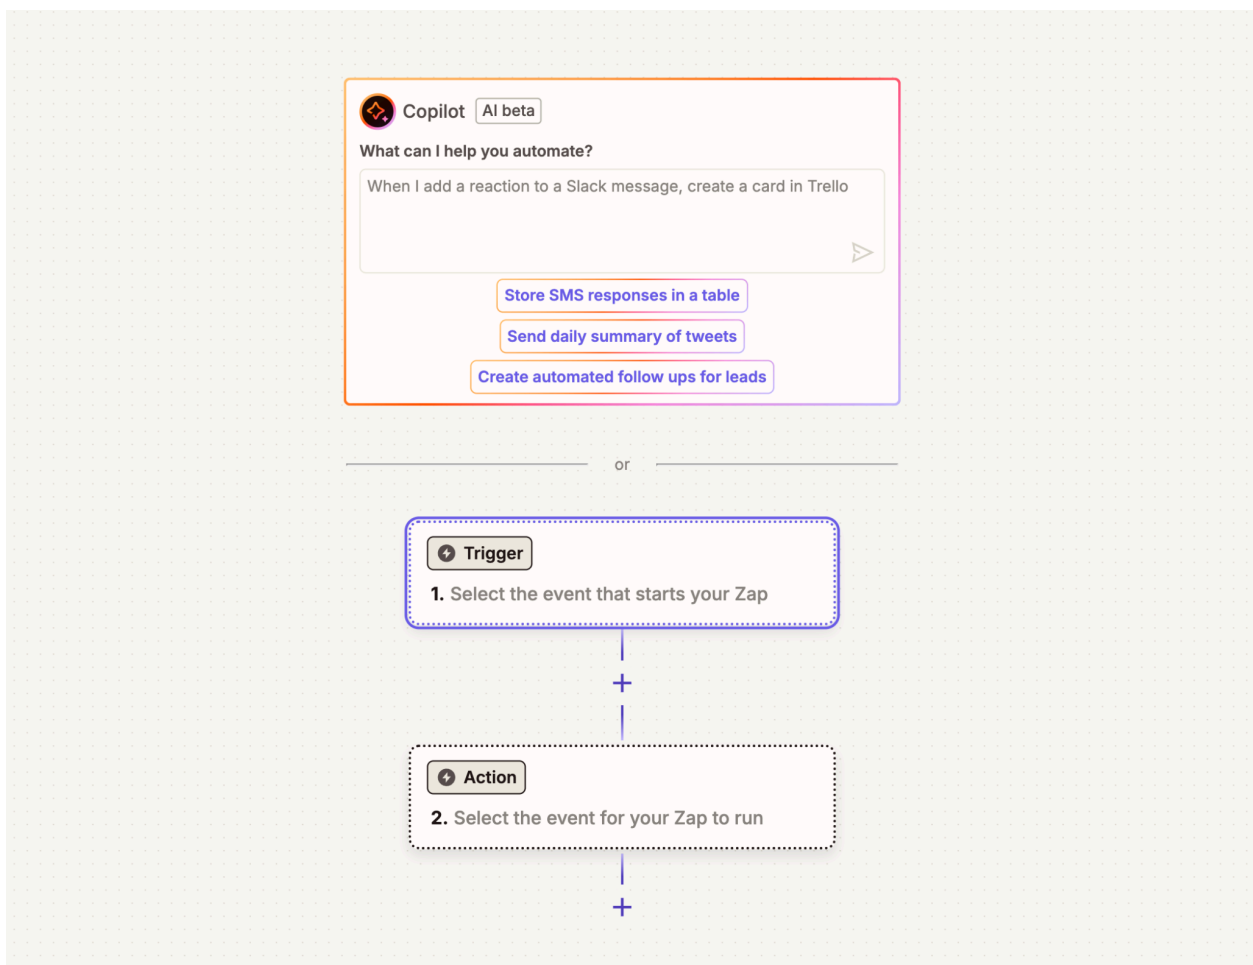 Copilot AI beta
What can I help you automate?
When I add a reaction to a Slack message, create a card in Trello
Store SMS responses in a table
Send daily summary of tweets
Create automated follow ups for leads
or
Trigger
1. Select the event that starts your Zap
Action
2. Select the event for your Zap to run